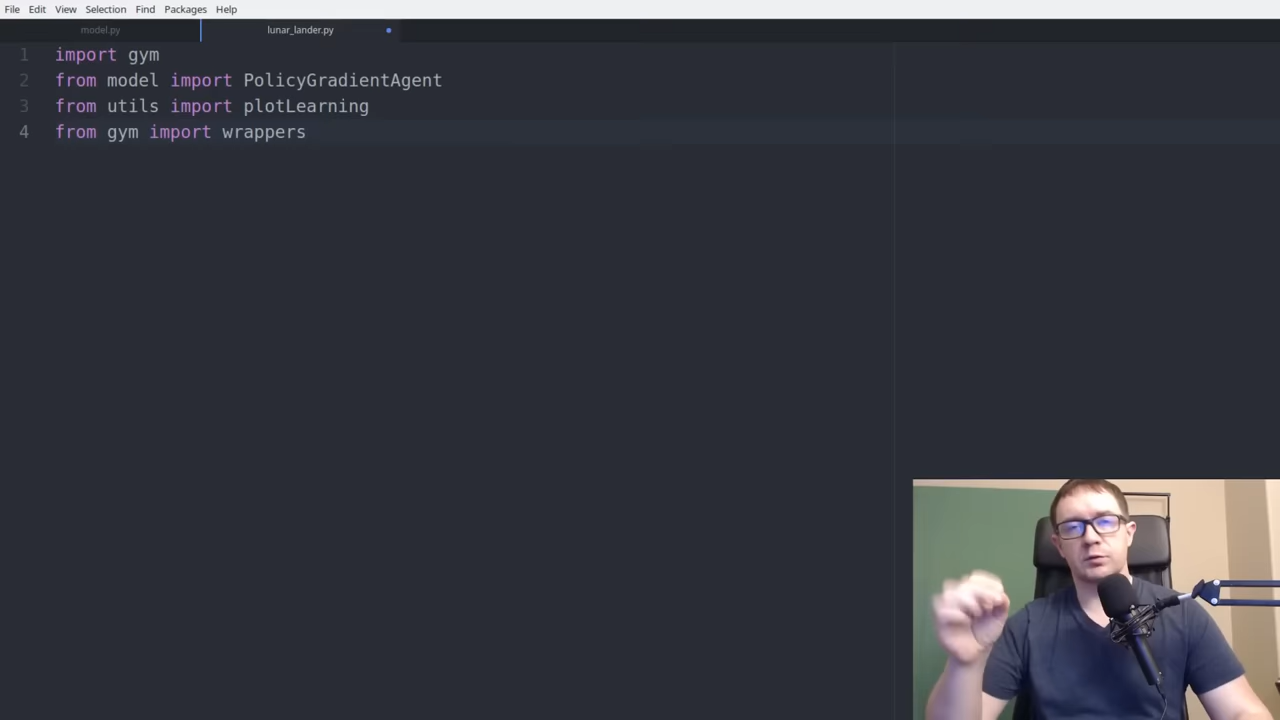 File Edit View Selection Find Packages Help
model.py lunar_lander.py
1 import gym
2 from model import PolicyGradientAgent
3 from utils import plotLearning
4 from gym import wrappers